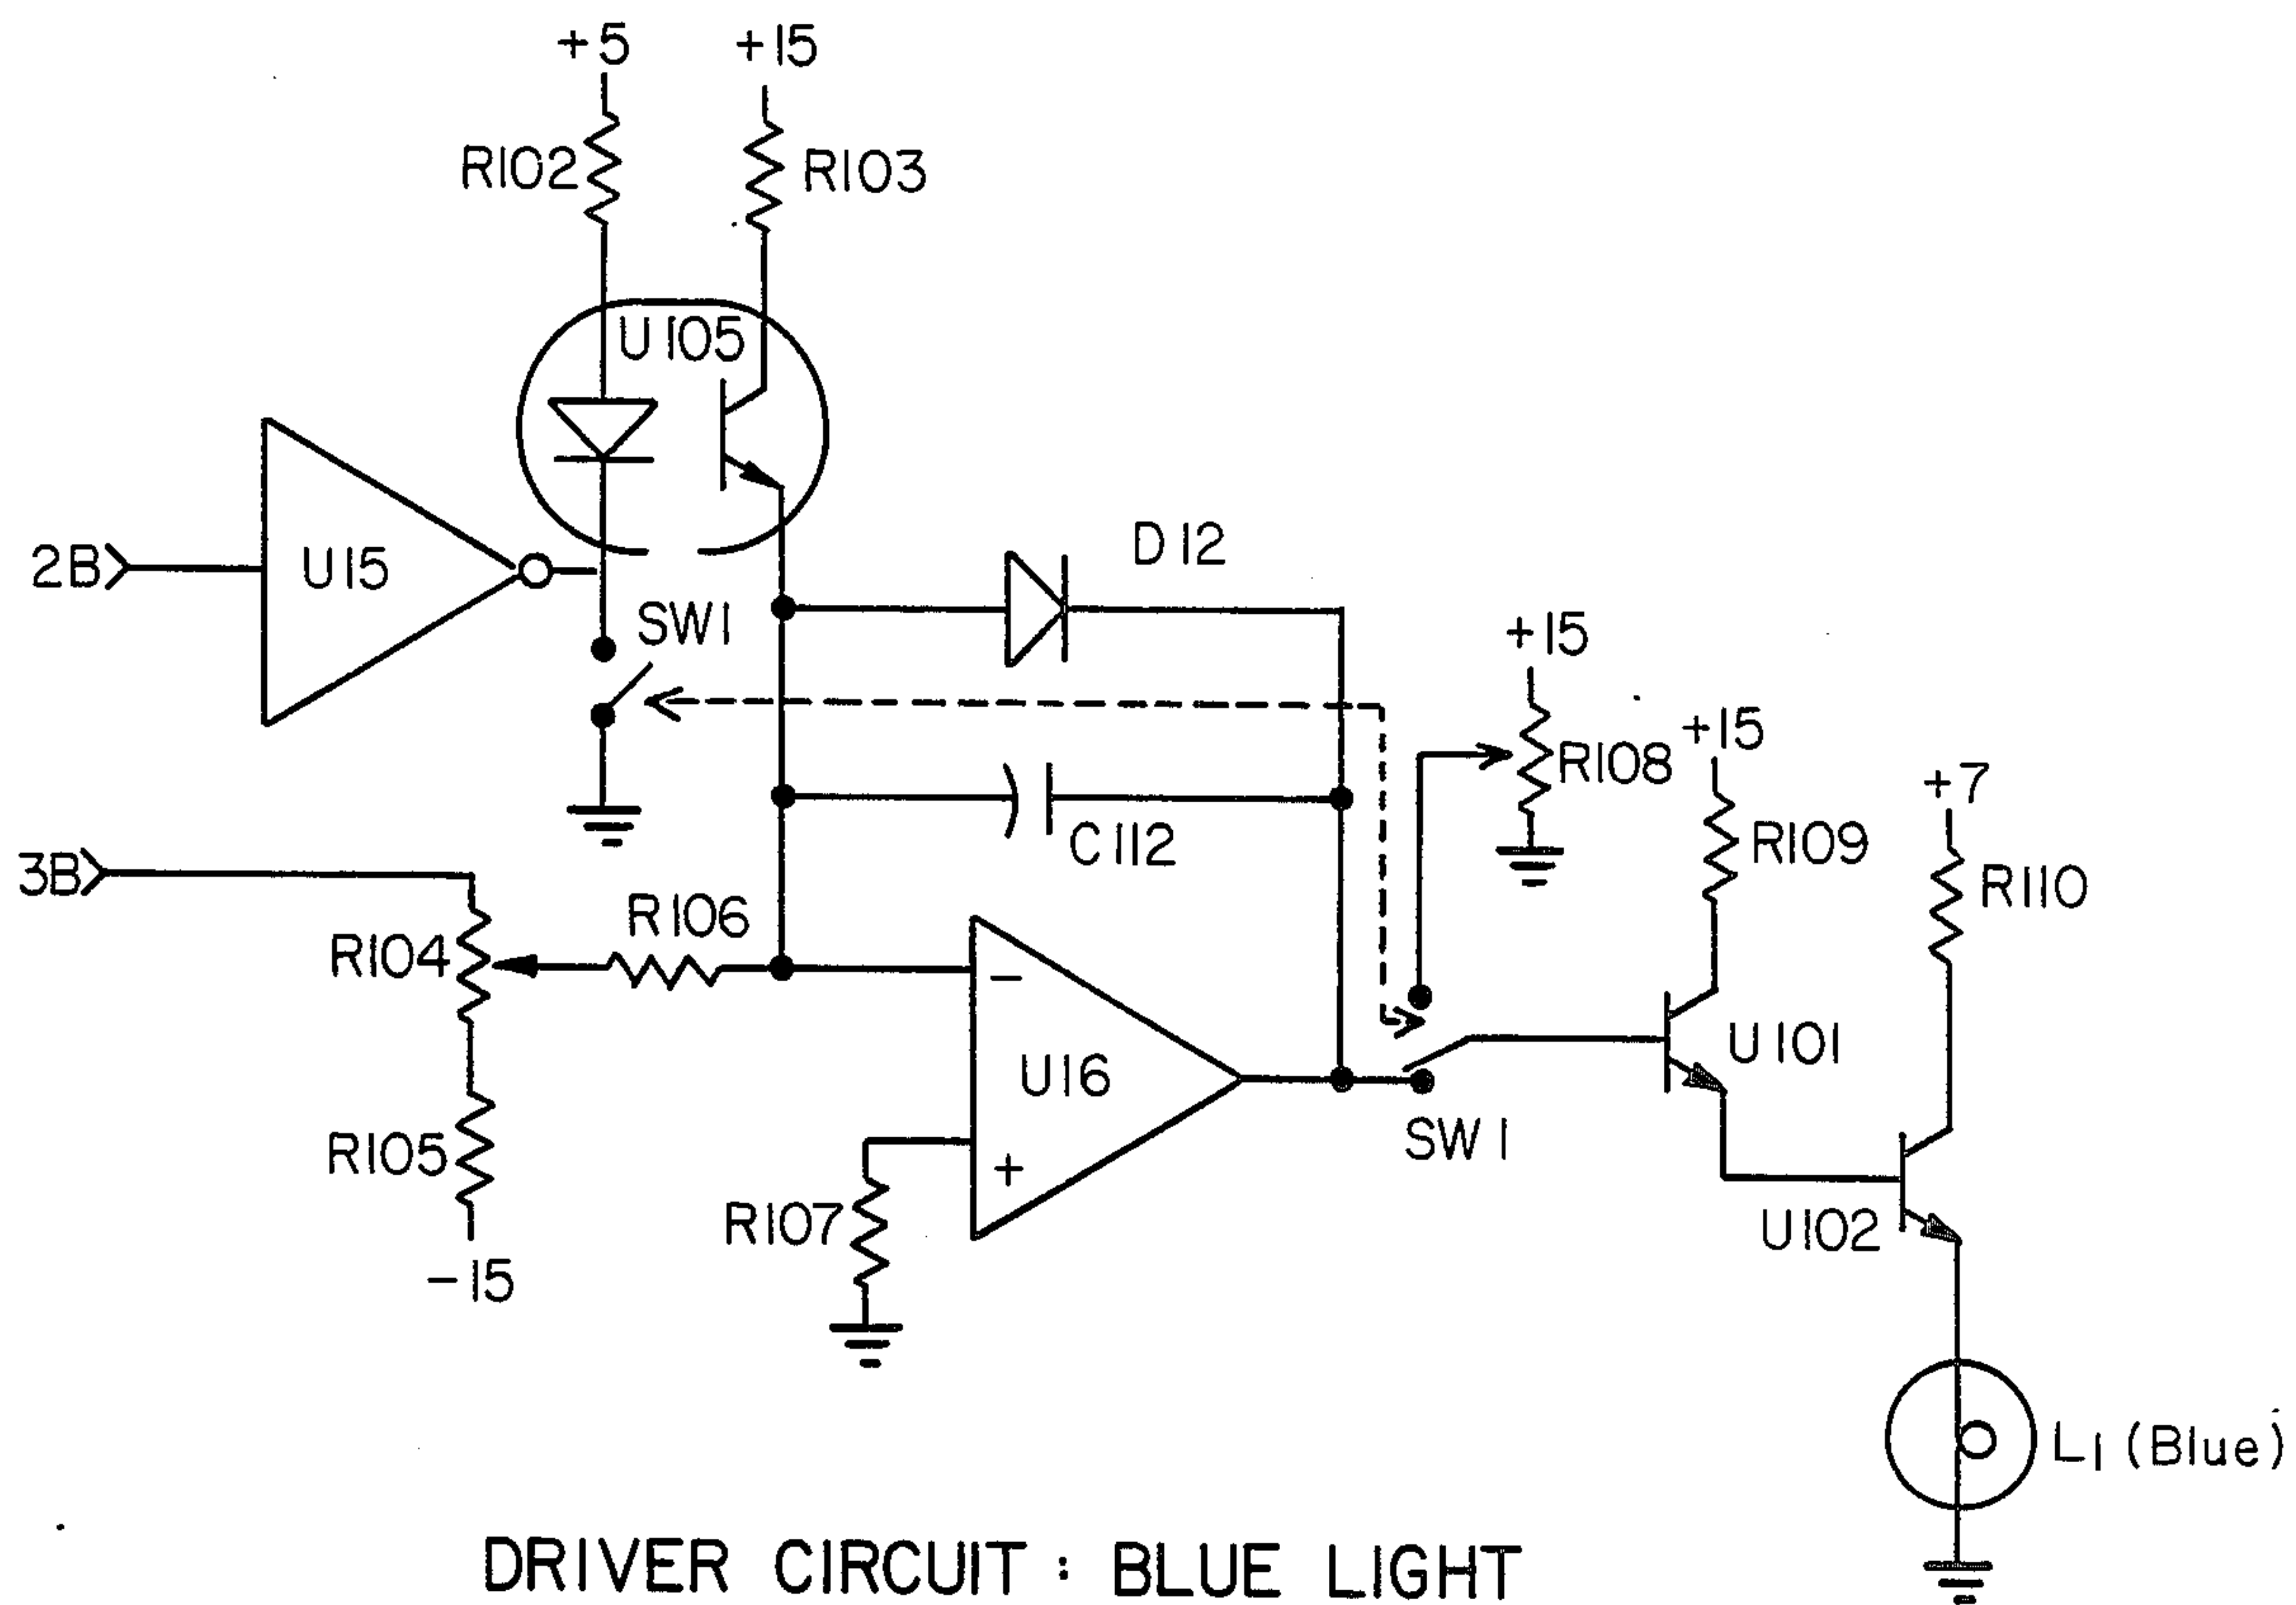 +5
+15
R102
R103
U105
2B
U15
D12
SW1
+15
R108
+15
+7
C112
3B
R109
R110
R106
R104
−
U16
U101
R105
SW1
+
R107
U102
−15
L1 (Blue)
DRIVER CIRCUIT : BLUE LIGHT